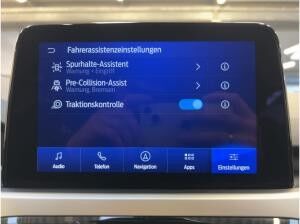 Fahrerassistenzeinstellungen
Spurhalte-Assistent
Warnung + Eingriff
Pre-Collision-Assist
Warnung, Bremsen
Traktionskontrolle
Audio
Telefon
Navigation
Apps
Einstellungen